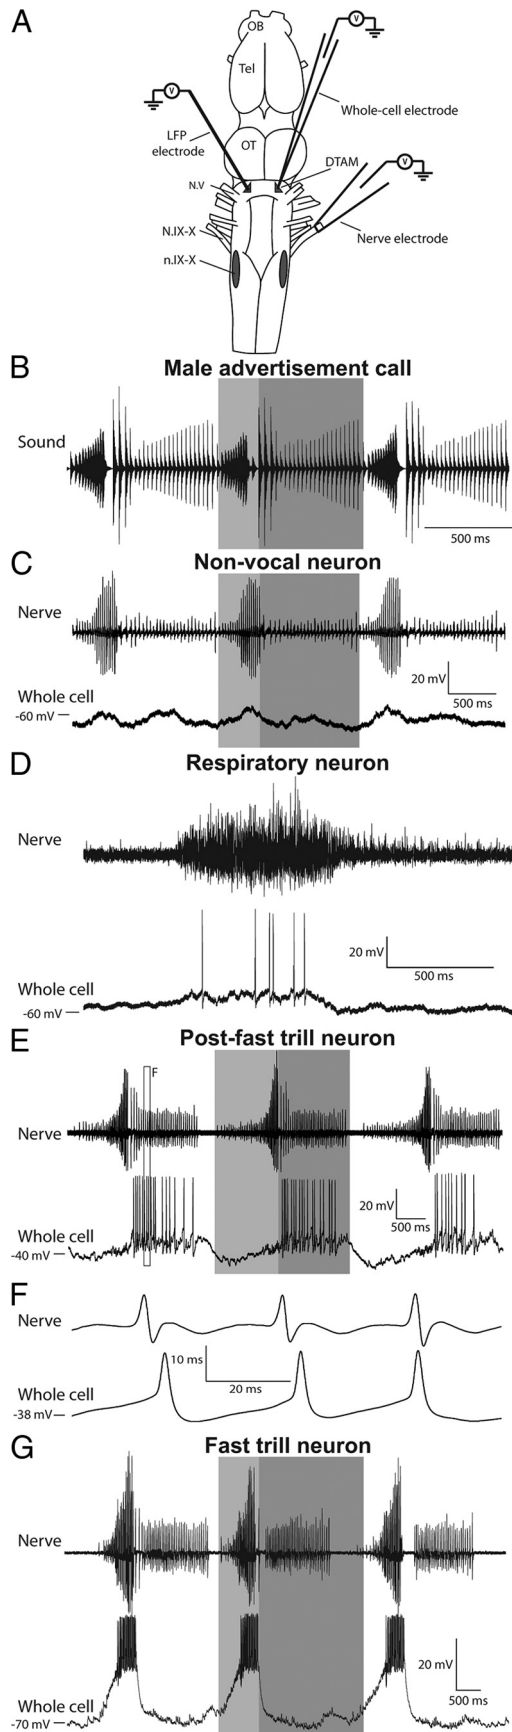 A
OB
V
Tel
V
Whole-cell electrode
LFP
electrode
OT
DTAM
V
N.V
N.IX-X
Nerve electrode
n.IX-X
B
Male advertisement call
Sound
500 ms
C
Non-vocal neuron
Nerve
20 mV
500 ms
Whole cell
-60 mV
D
Respiratory neuron
Nerve
20 mV
500 ms
Whole cell
-60 mV
E
Post-fast trill neuron
F
Nerve
20 mV
500 ms
Whole cell
-40 mV
F
Nerve
10 ms
20 ms
Whole cell
-38 mV
G
Fast trill neuron
Nerve
20 mV
500 ms
Whole cell
-70 mV